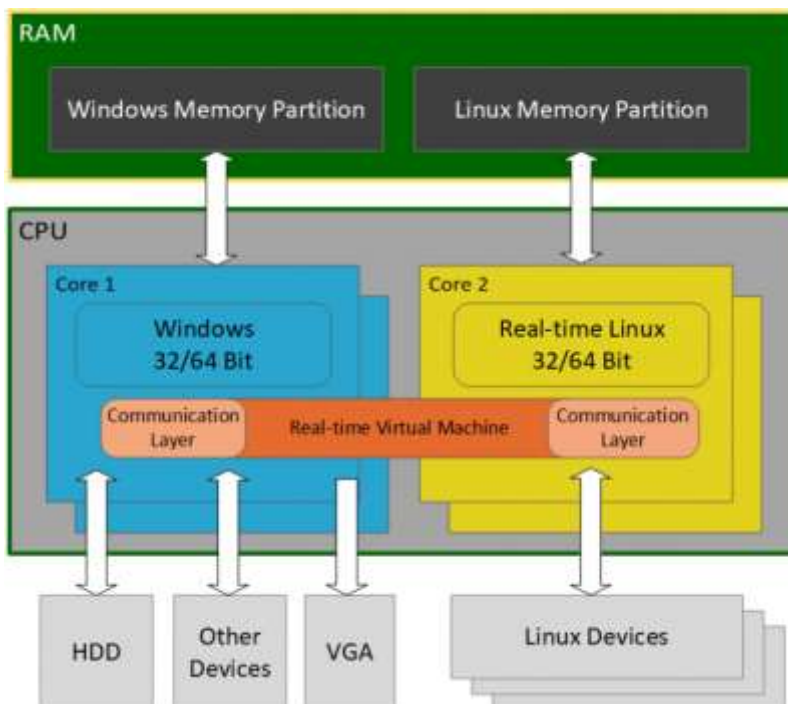 RAM
Windows Memory Partition
Linux Memory Partition
CPU
Core 1
Windows
32/64 Bit
Core 2
Real-time Linux
32/64 Bit
Communication
Layer
Real-time Virtual Machine
Communication
Layer
HDD
Other
Devices
VGA
Linux Devices